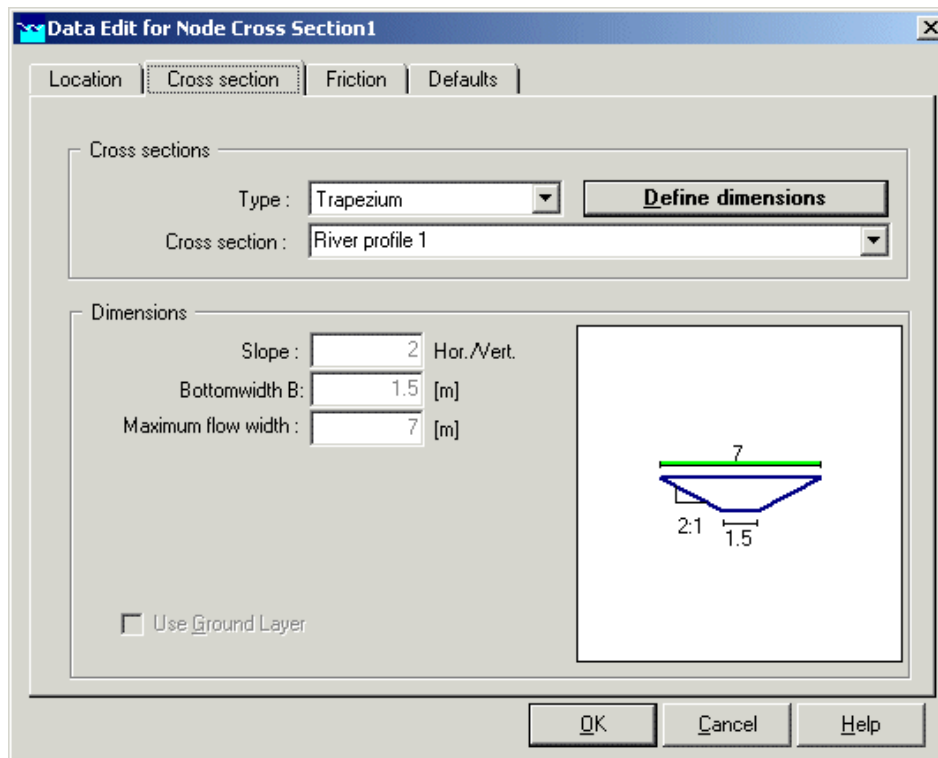 Data Edit for Node Cross Section1
Location Cross section Friction Defaults
Cross sections
Type : Trapezium Define dimensions
Cross section : River profile 1
Dimensions
Slope : 2 Hor./Vert.
Bottomwidth B: 1.5 [m]
Maximum flow width : 7 [m]
7
2:1
1.5
Use Ground Layer
OK Cancel Help